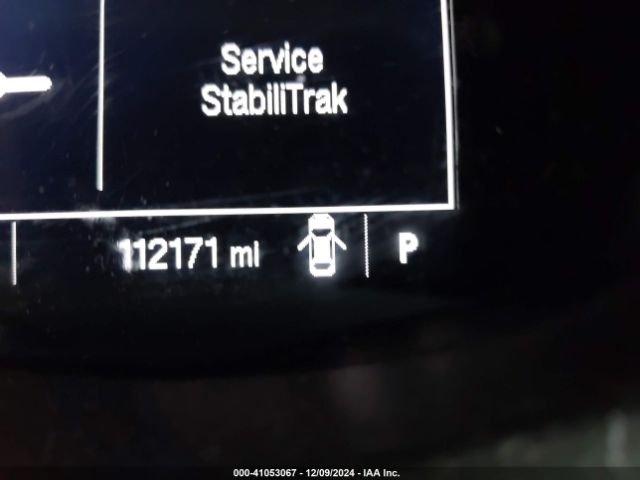 Service
StabiliTrak
112171 mi P
000-41053067 - 12/09/2024 - IAA Inc.